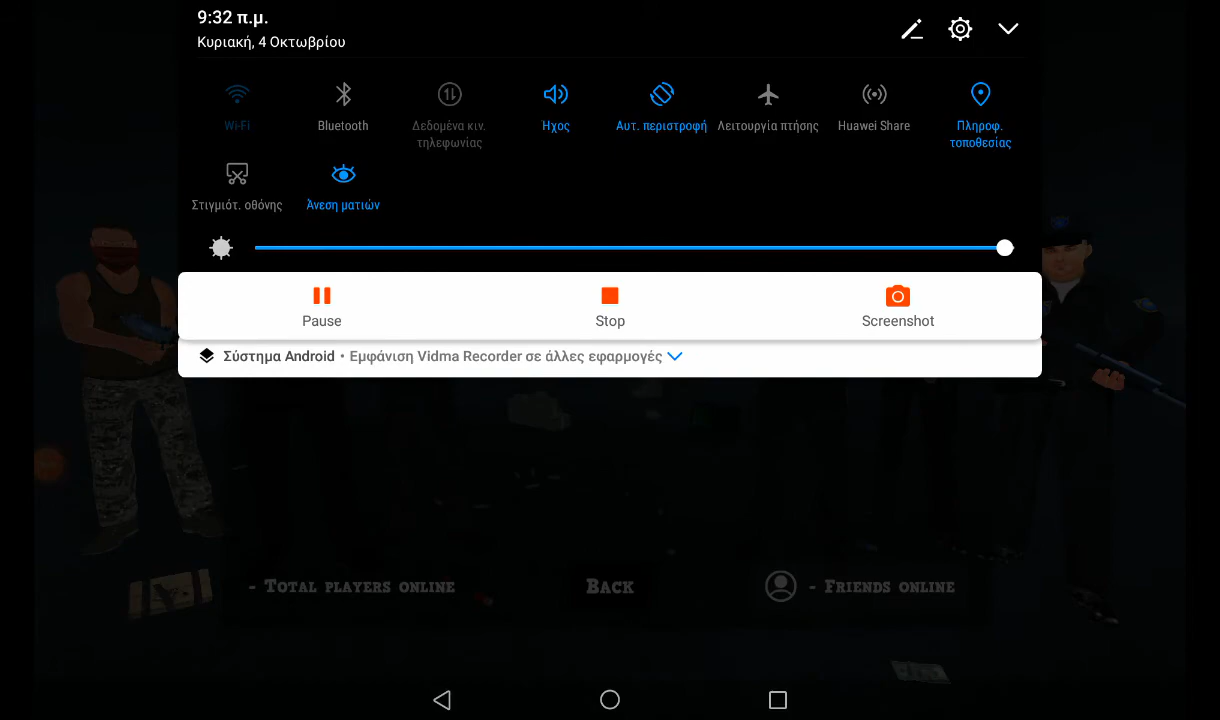 9:32 π.μ.
Κυριακή, 4 Οκτωβρίου
Wi-Fi
Bluetooth
Δεδομένα κιν.
τηλεφωνίας
Ήχος
Αυτ. περιστροφή
Λειτουργία πτήσης
Huawei Share
Πληροφ.
τοποθεσίας
Στιγμιότ. οθόνης
Άνεση ματιών
Pause
Stop
Screenshot
Σύστημα Android • Εμφάνιση Vidma Recorder σε άλλες εφαρμογές
- Total players online
Back
- Friends online